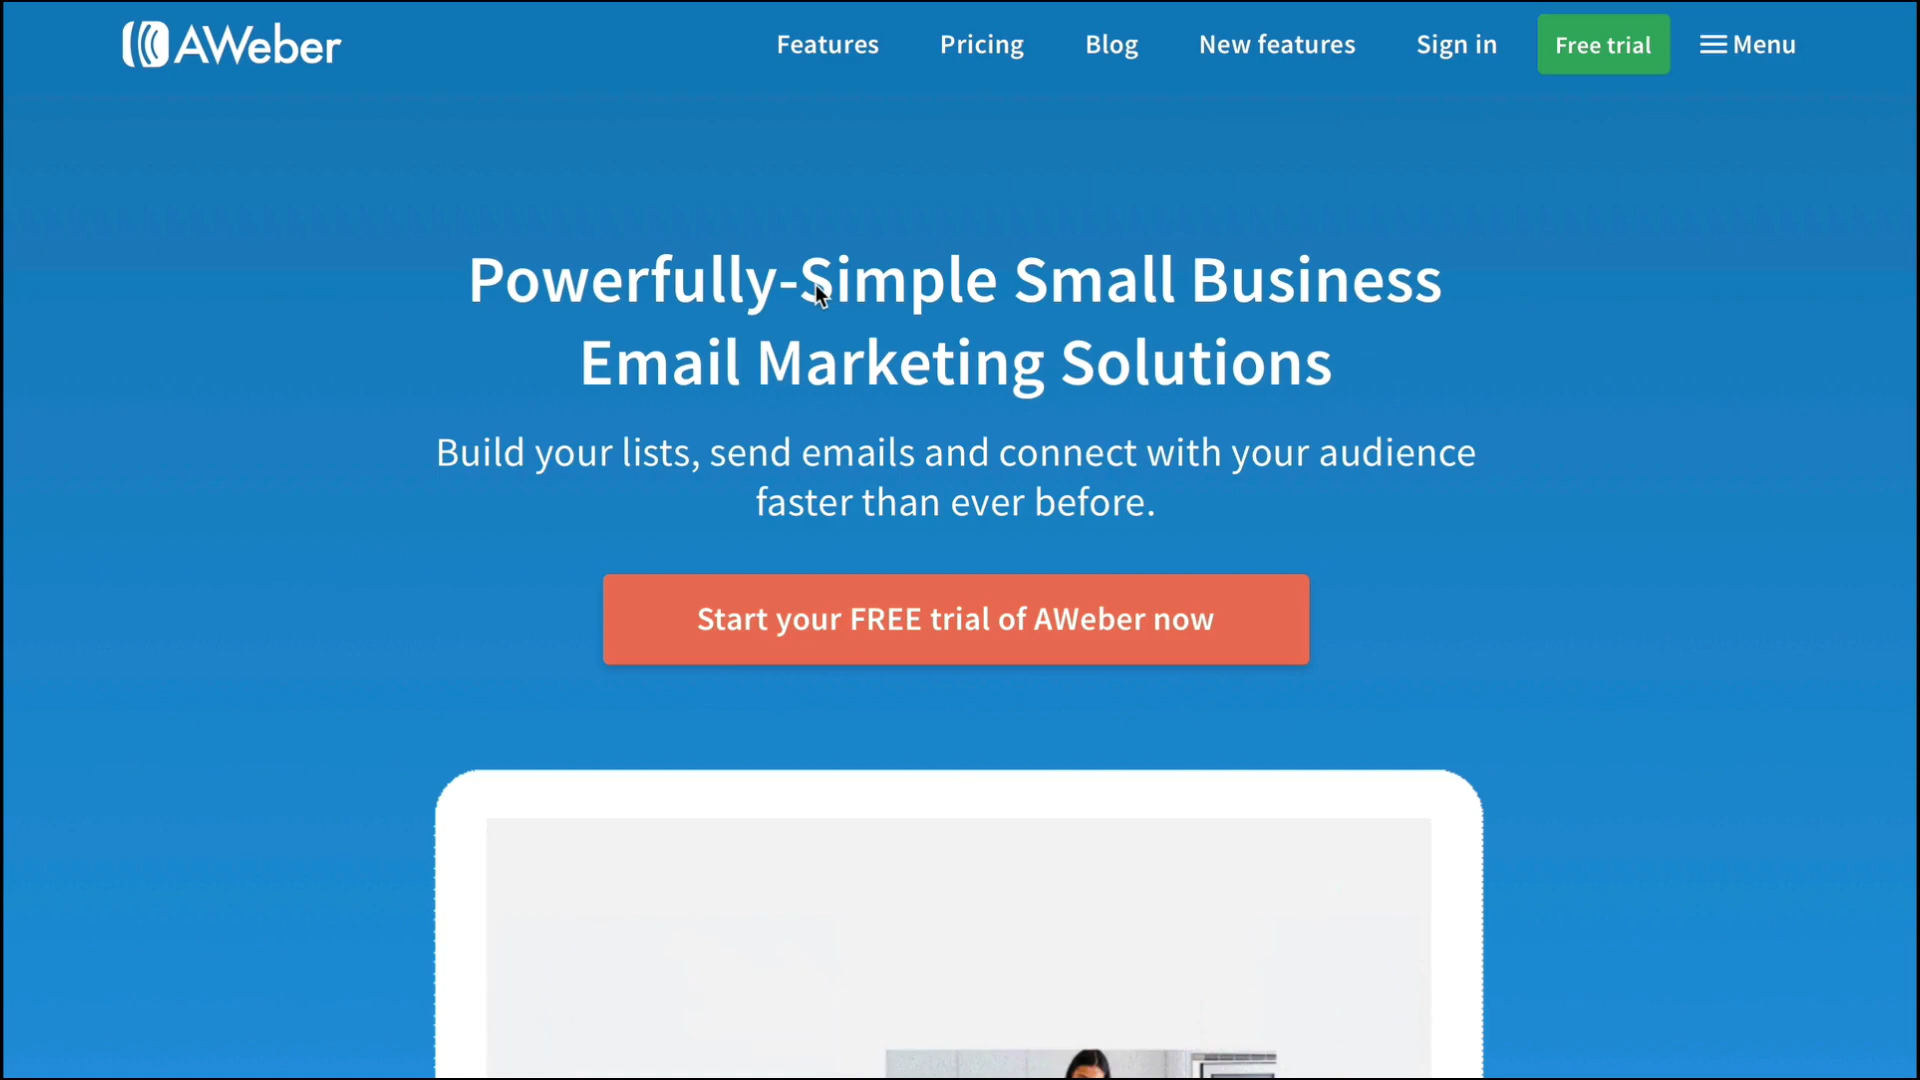 AWeber
Features
Pricing
Blog
New features
Sign in
Free trial
Menu
Powerfully-Simple Small Business
Email Marketing Solutions
Build your lists, send emails and connect with your audience
faster than ever before.
Start your FREE trial of AWeber now